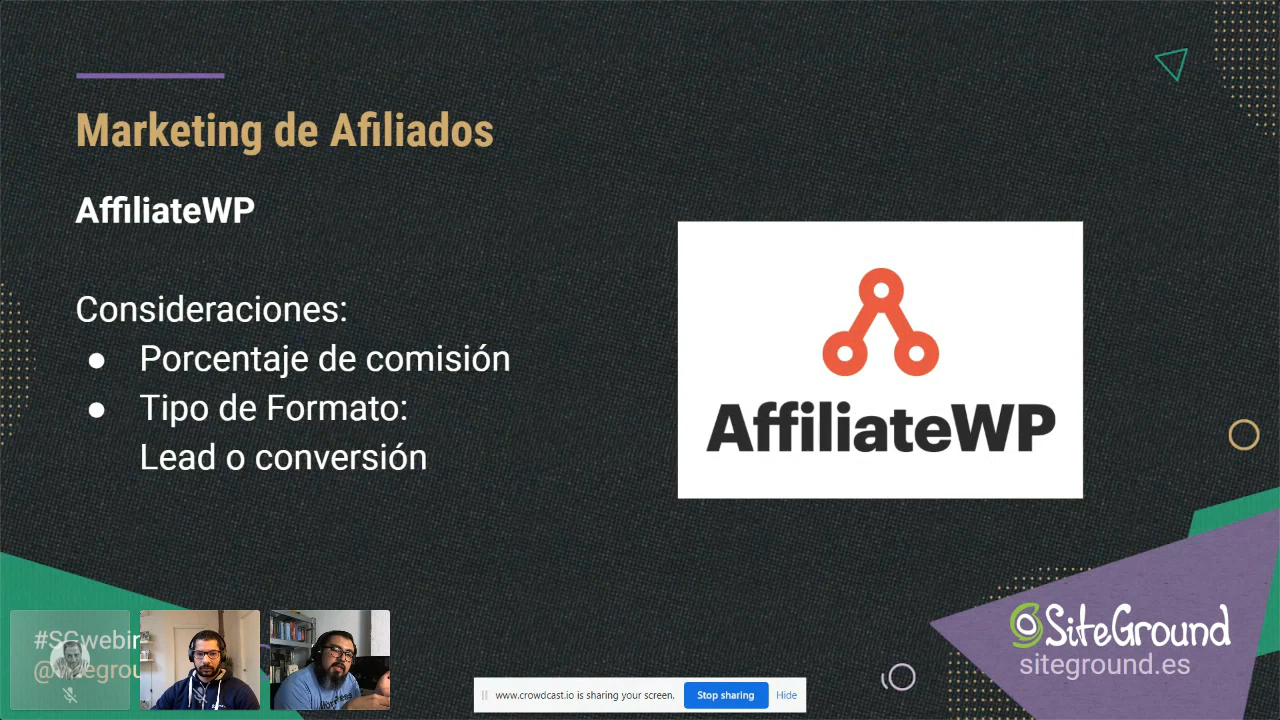 Marketing de Afiliados
AffiliateWP
Consideraciones:
● Porcentaje de comisión
● Tipo de Formato:
Lead o conversión
AffiliateWP
SiteGround
siteground.es
#SGwebin
www.crowdcast.io is sharing your screen. Stop sharing Hide